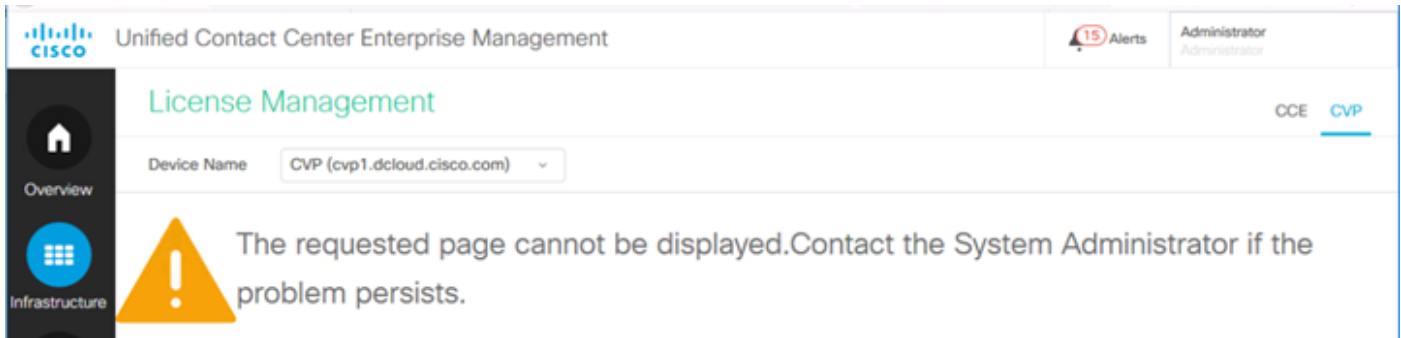 CISCO
Unified Contact Center Enterprise Management
15
Alerts
Administrator
Administrator
License Management
CCE
CVP
Device Name
CVP (cvp1.dcloud.cisco.com)
Overview
The requested page cannot be displayed.Contact the System Administrator if the
problem persists.
Infrastructure